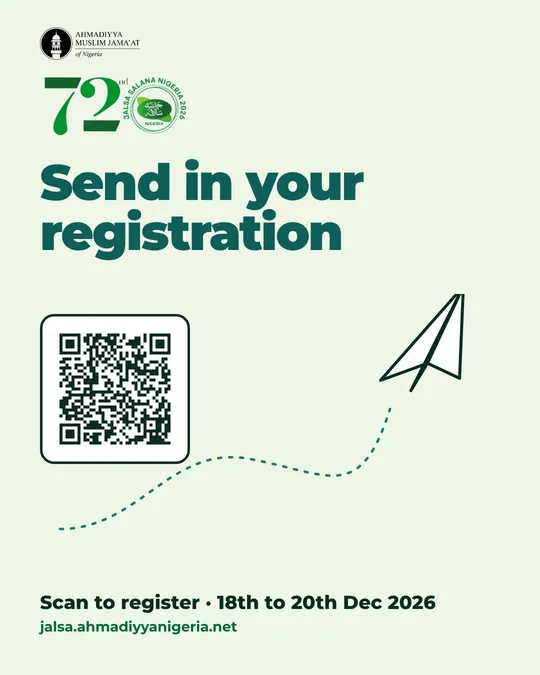 AHMADIYYA
MUSLIM JAMA'AT
of Nigeria
72nd
JALSA SALANA NIGERIA 2026
NIGERIA
Send in your
registration
Scan to register · 18th to 20th Dec 2026
jalsa.ahmadiyyanigeria.net